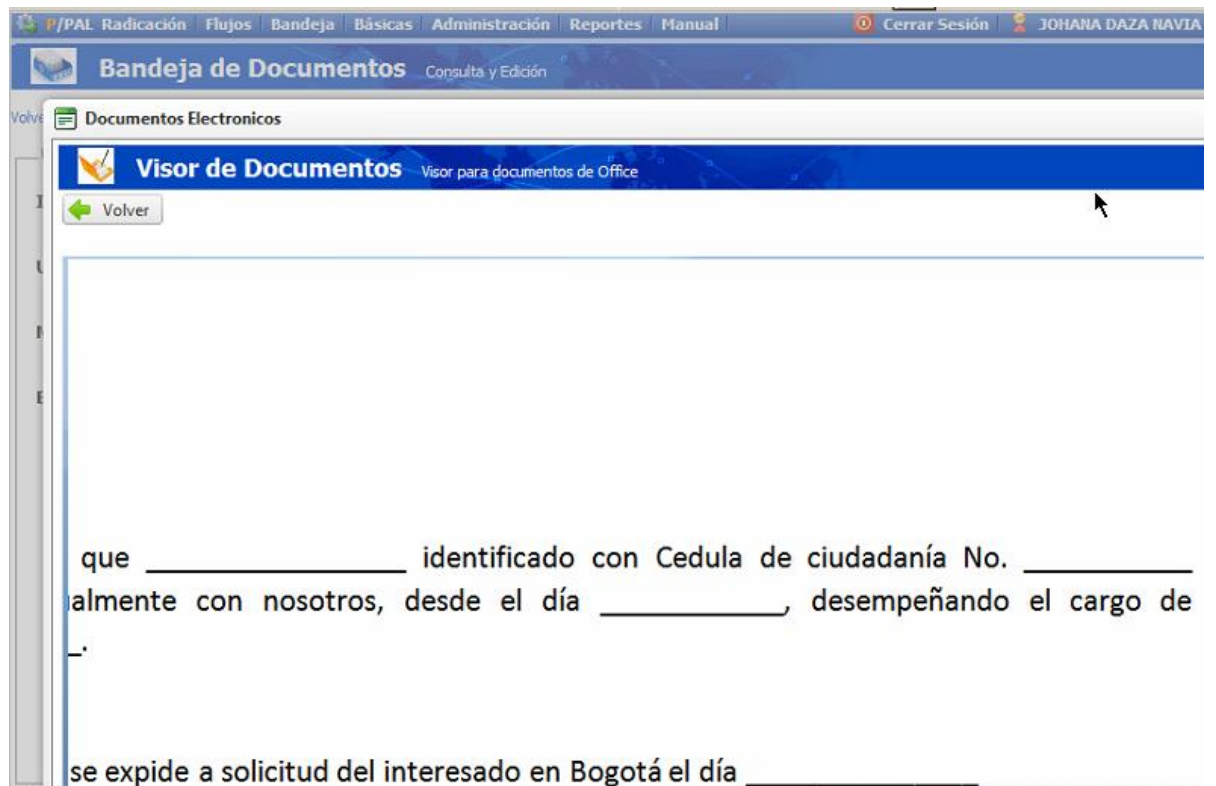 P/PAL Radicación Flujos Bandeja Básicas Administración Reportes Manual Cerrar Sesión JOHANA DAZA NAVIA
Bandeja de Documentos Consulta y Edición
Documentos Electronicos
Visor de Documentos Visor para documentos de Office
Volver
que __________________ identificado con Cedula de ciudadanía No. ____________
almente con nosotros, desde el día _____________, desempeñando el cargo de
_.
se expide a solicitud del interesado en Bogotá el día ________________